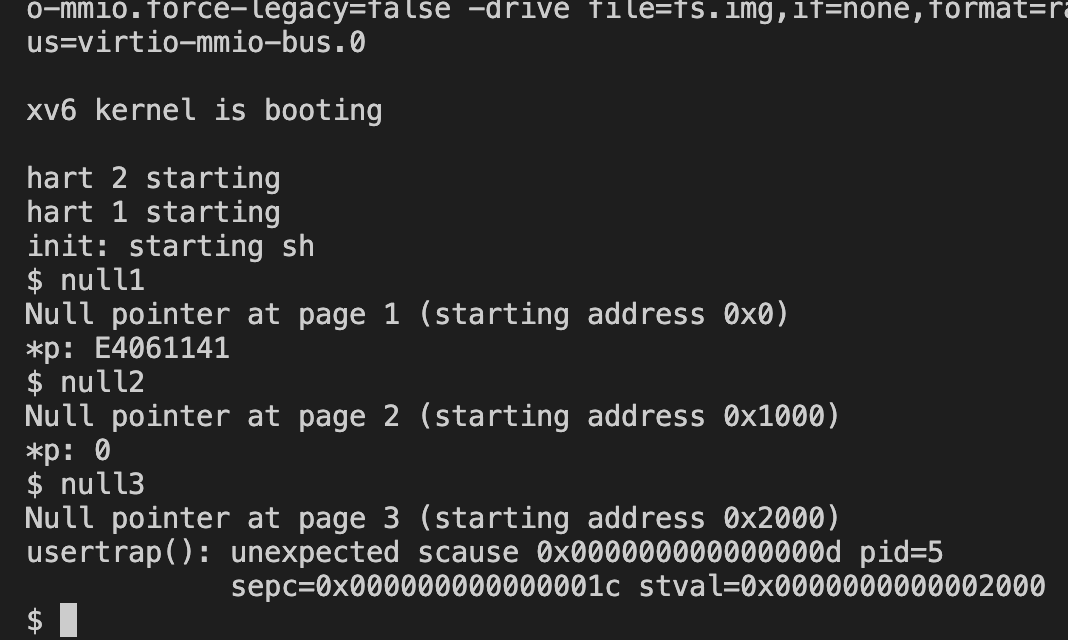 o-mmio.force-legacy=false -drive file=fs.img,if=none,format=ra
us=virtio-mmio-bus.0
xv6 kernel is booting
hart 2 starting
hart 1 starting
init: starting sh
$ null1
Null pointer at page 1 (starting address 0x0)
*p: E4061141
$ null2
Null pointer at page 2 (starting address 0x1000)
*p: 0
$ null3
Null pointer at page 3 (starting address 0x2000)
usertrap(): unexpected scause 0x000000000000000d pid=5
sepc=0x000000000000001c stval=0x0000000000002000
$